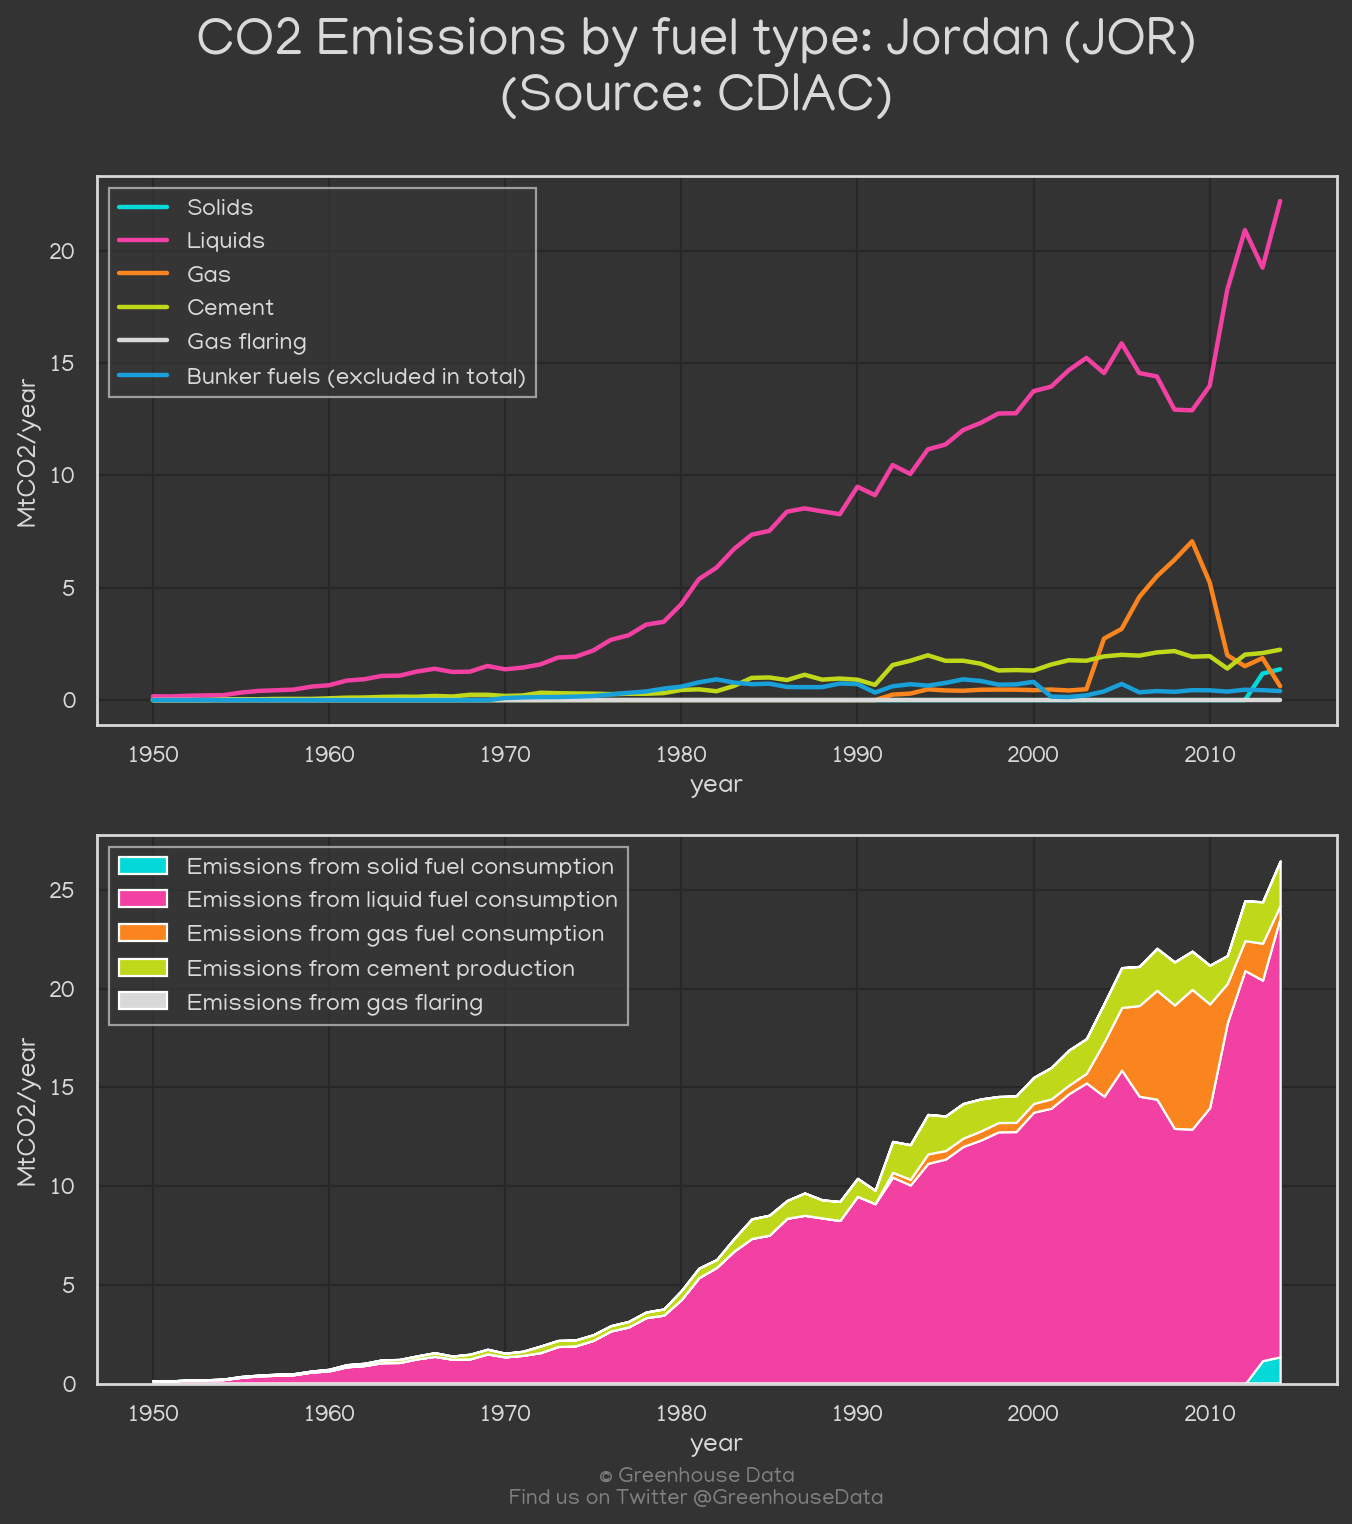 CO2 Emissions by fuel type: Jordan (JOR)
(Source: CDIAC)
Solids
Liquids
Gas
Cement
Gas flaring
Bunker fuels (excluded in total)
MtCO2/year
20
15
10
5
0
1950 1960 1970 1980 1990 2000 2010
year
Emissions from solid fuel consumption
Emissions from liquid fuel consumption
Emissions from gas fuel consumption
Emissions from cement production
Emissions from gas flaring
MtCO2/year
25
20
15
10
5
0
1950 1960 1970 1980 1990 2000 2010
year
© Greenhouse Data
Find us on Twitter @GreenhouseData